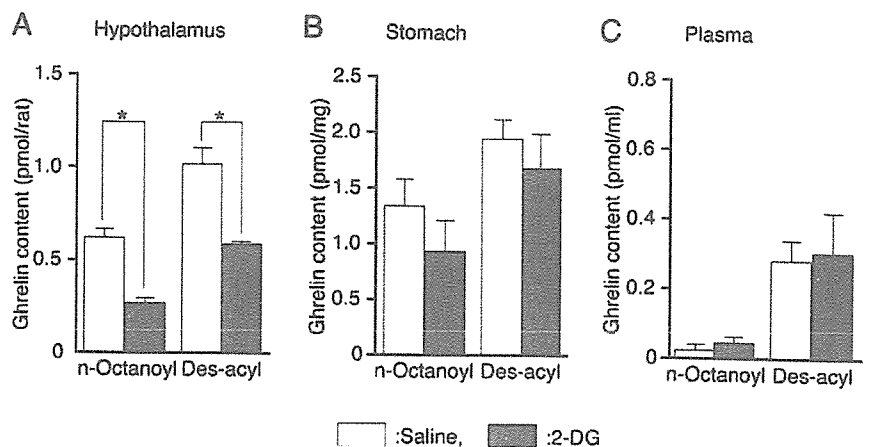 A Hypothalamus
Ghrelin content (pmol/rat)
1.5
1.0
0.5
0
* *
n-Octanoyl Des-acyl
B Stomach
Ghrelin content (pmol/mg)
2.5
2.0
1.5
1.0
0.5
0
n-Octanoyl Des-acyl
C Plasma
Ghrelin content (pmol/ml)
0.8
0.6
0.4
0.2
0
n-Octanoyl Des-acyl
:Saline, :2-DG